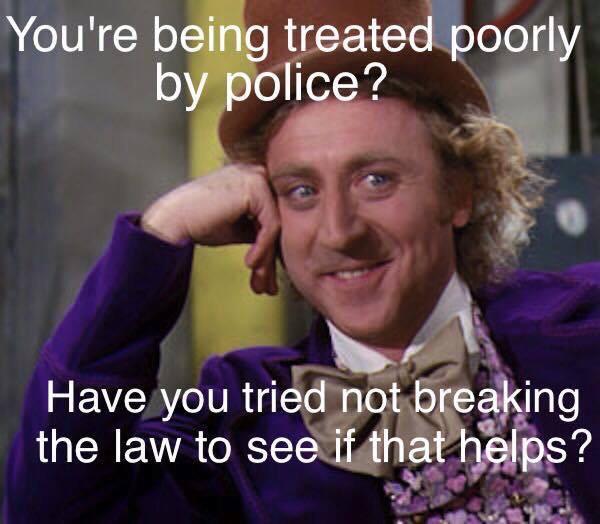 You're being treated poorly
by police?
Have you tried not breaking
the law to see if that helps?